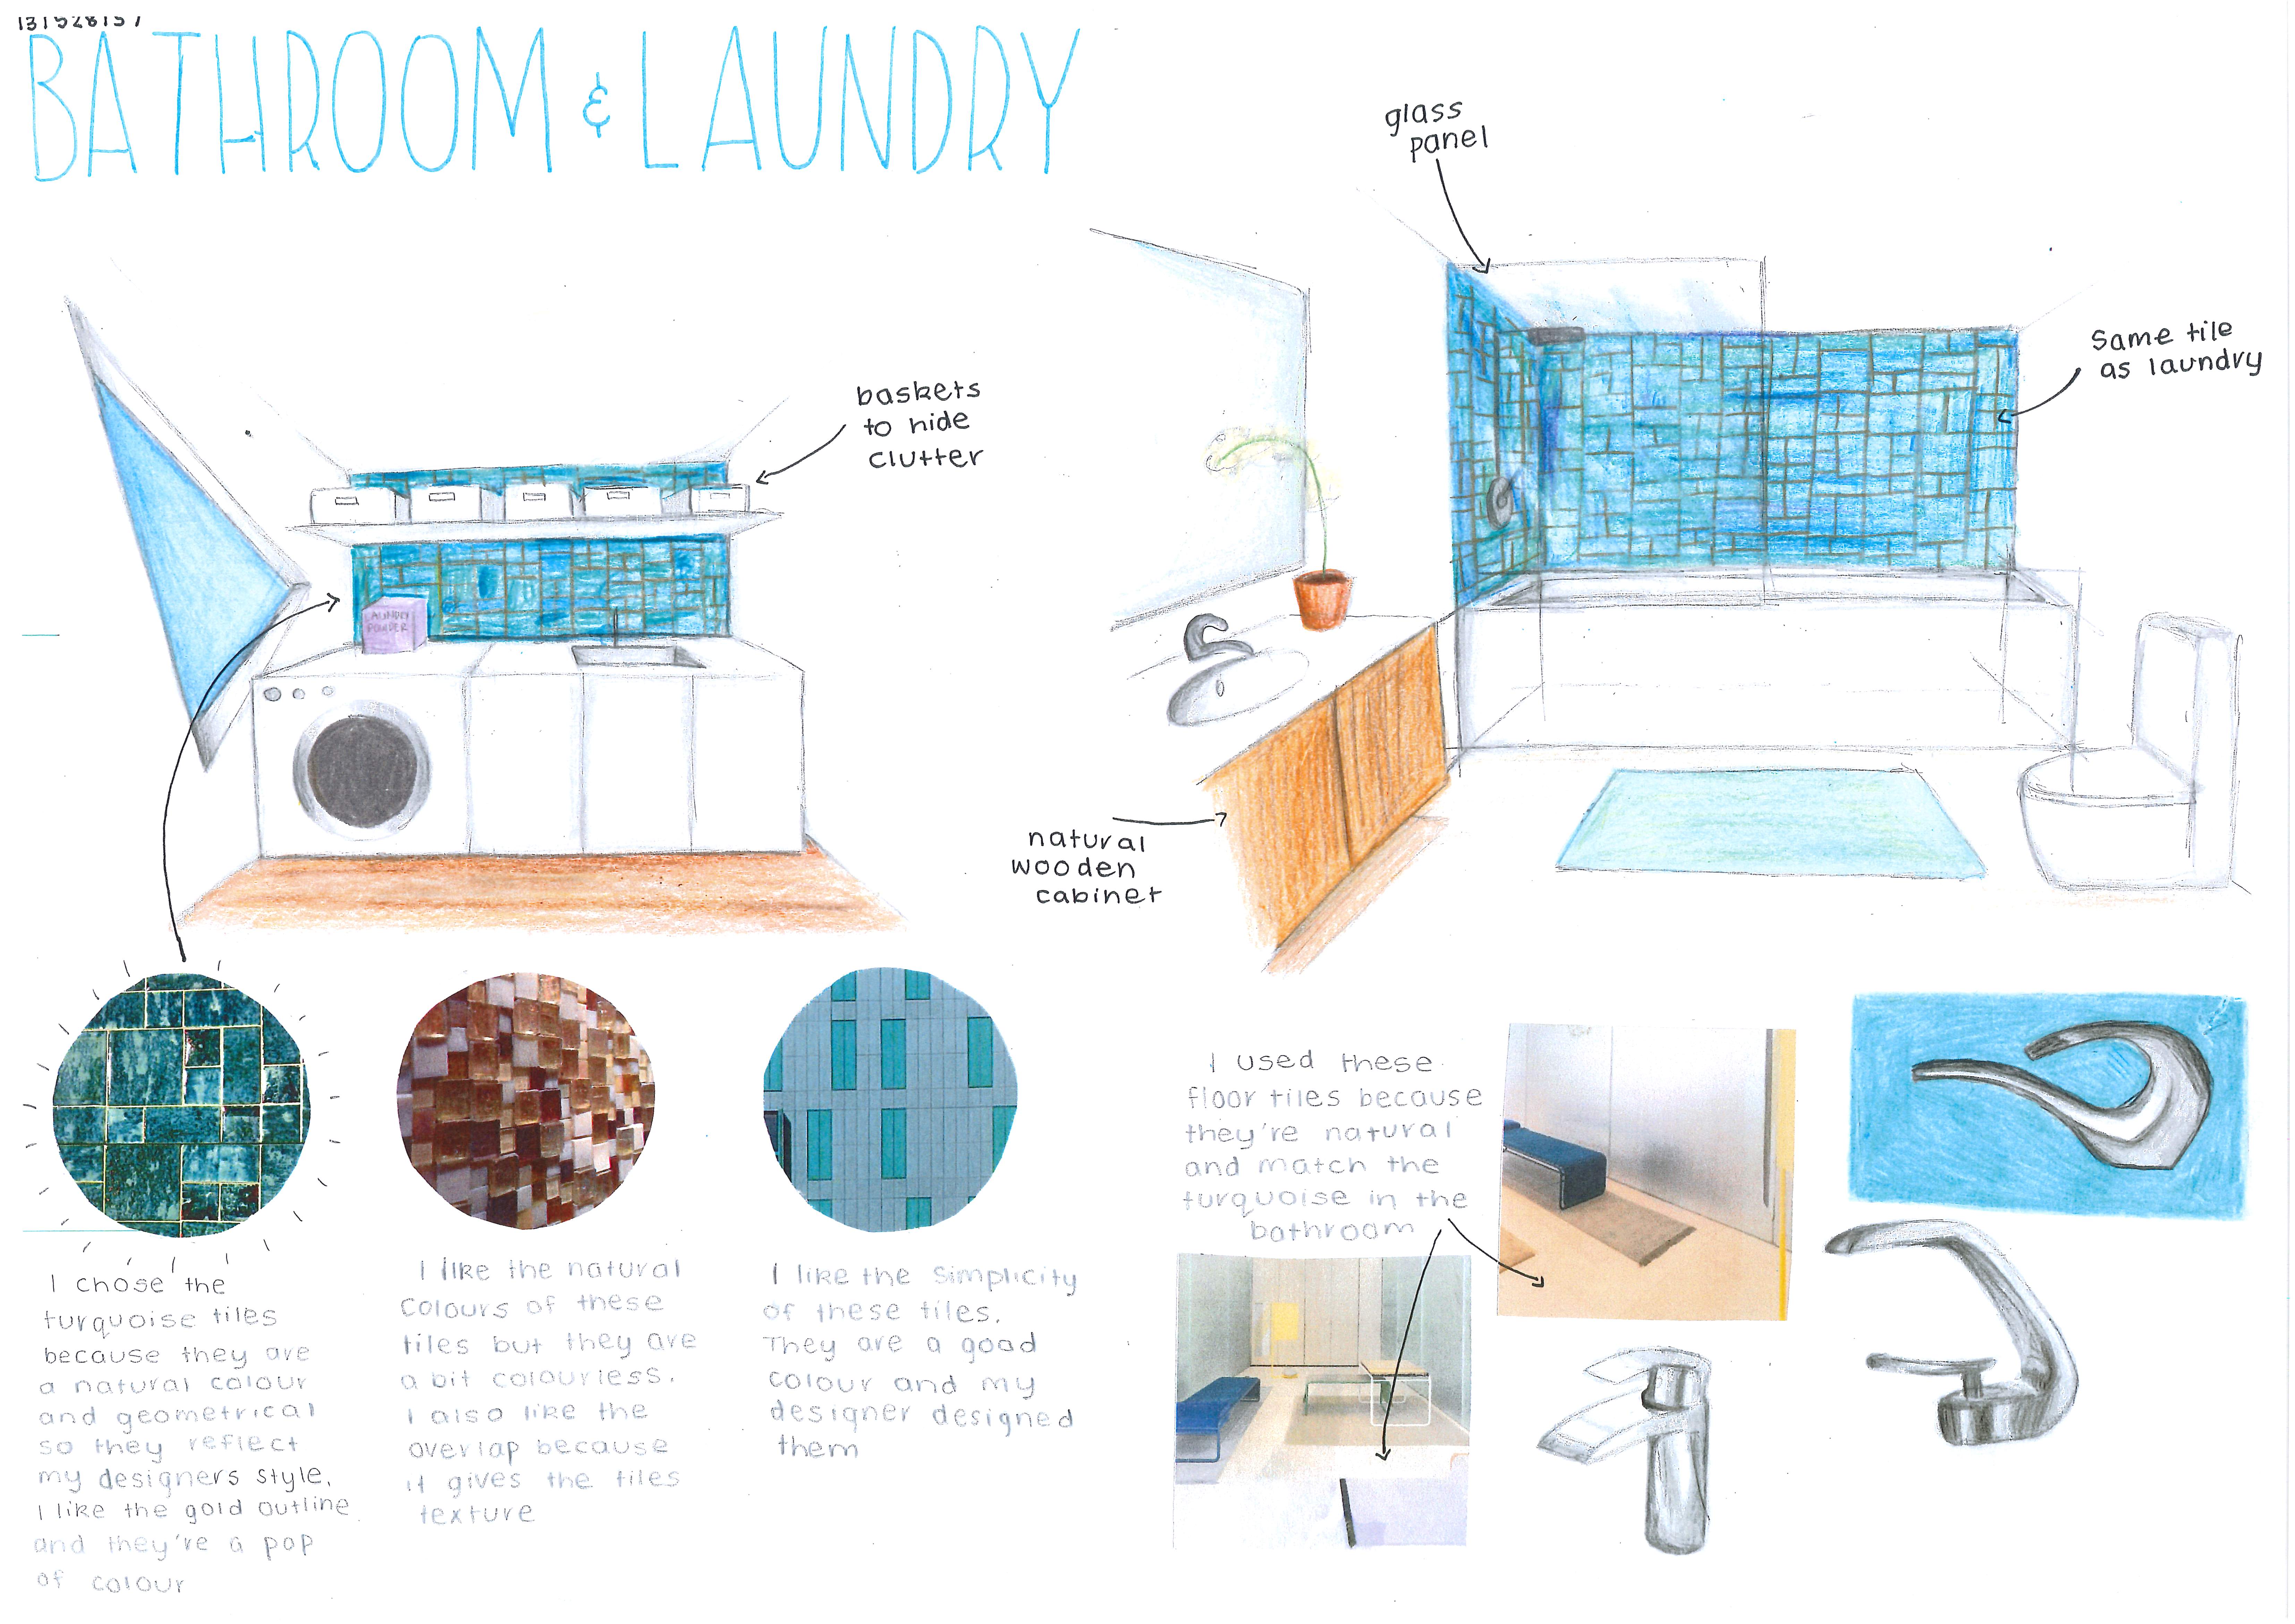 BATHROOM & LAUNDRY
glass
panel
same tile
as laundry
baskets
to hide
clutter
LAUNDRY
POWDER
natural
wooden
cabinet
I chose the
turquoise tiles
because they are
a natural colour
and geometrical
so they reflect
my designers style.
I like the gold outline
and they're a pop
of colour
I like the natural
colours of these
tiles but they are
a bit colourless.
I also like the
overlap because
it gives the tiles
texture
I like the simplicity
of these tiles.
They are a good
colour and my
designer designed
them
I used these
floor tiles because
they're natural
and match the
turquoise in the
bathroom